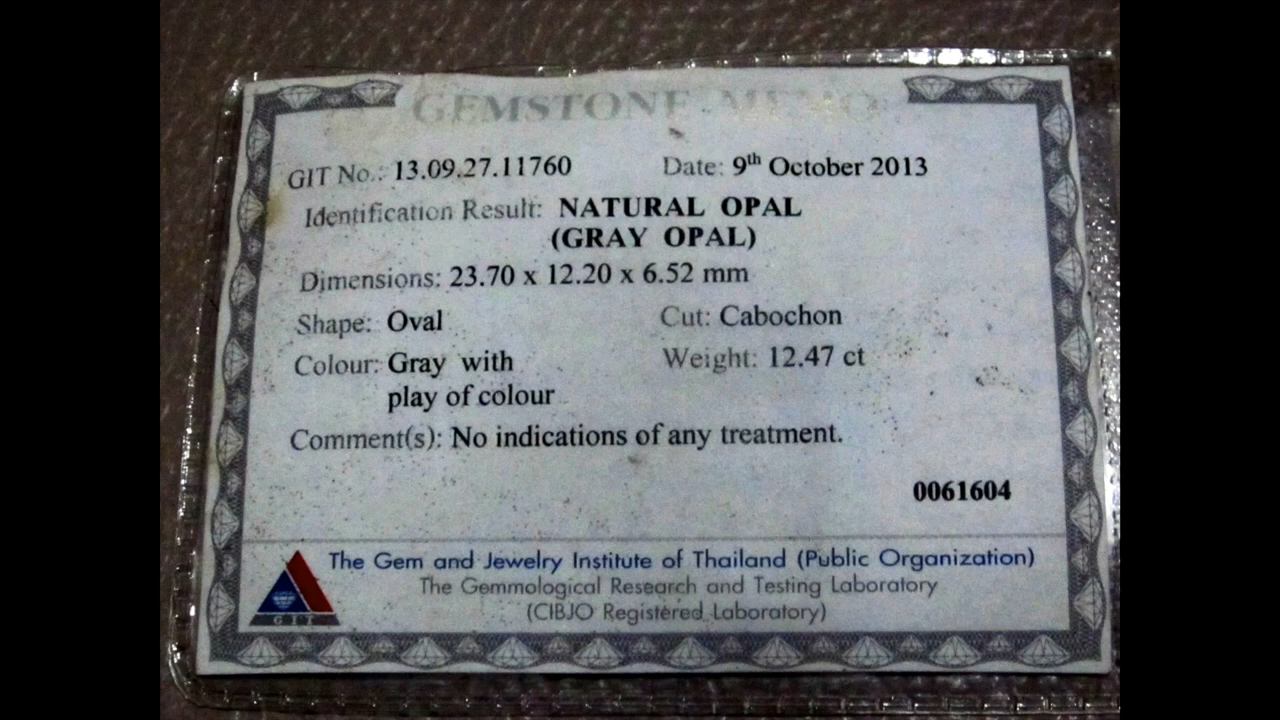 GEMSTONE MEMO
GIT No.: 13.09.27.11760 Date: 9th October 2013
Identification Result: NATURAL OPAL
(GRAY OPAL)
Dimensions: 23.70 x 12.20 x 6.52 mm
Shape: Oval Cut: Cabochon
Colour: Gray with Weight: 12.47 ct
play of colour
Comment(s): No indications of any treatment.
0061604
The Gem and Jewelry Institute of Thailand (Public Organization)
The Gemmological Research and Testing Laboratory
(CIBJO Registered Laboratory)
GIT